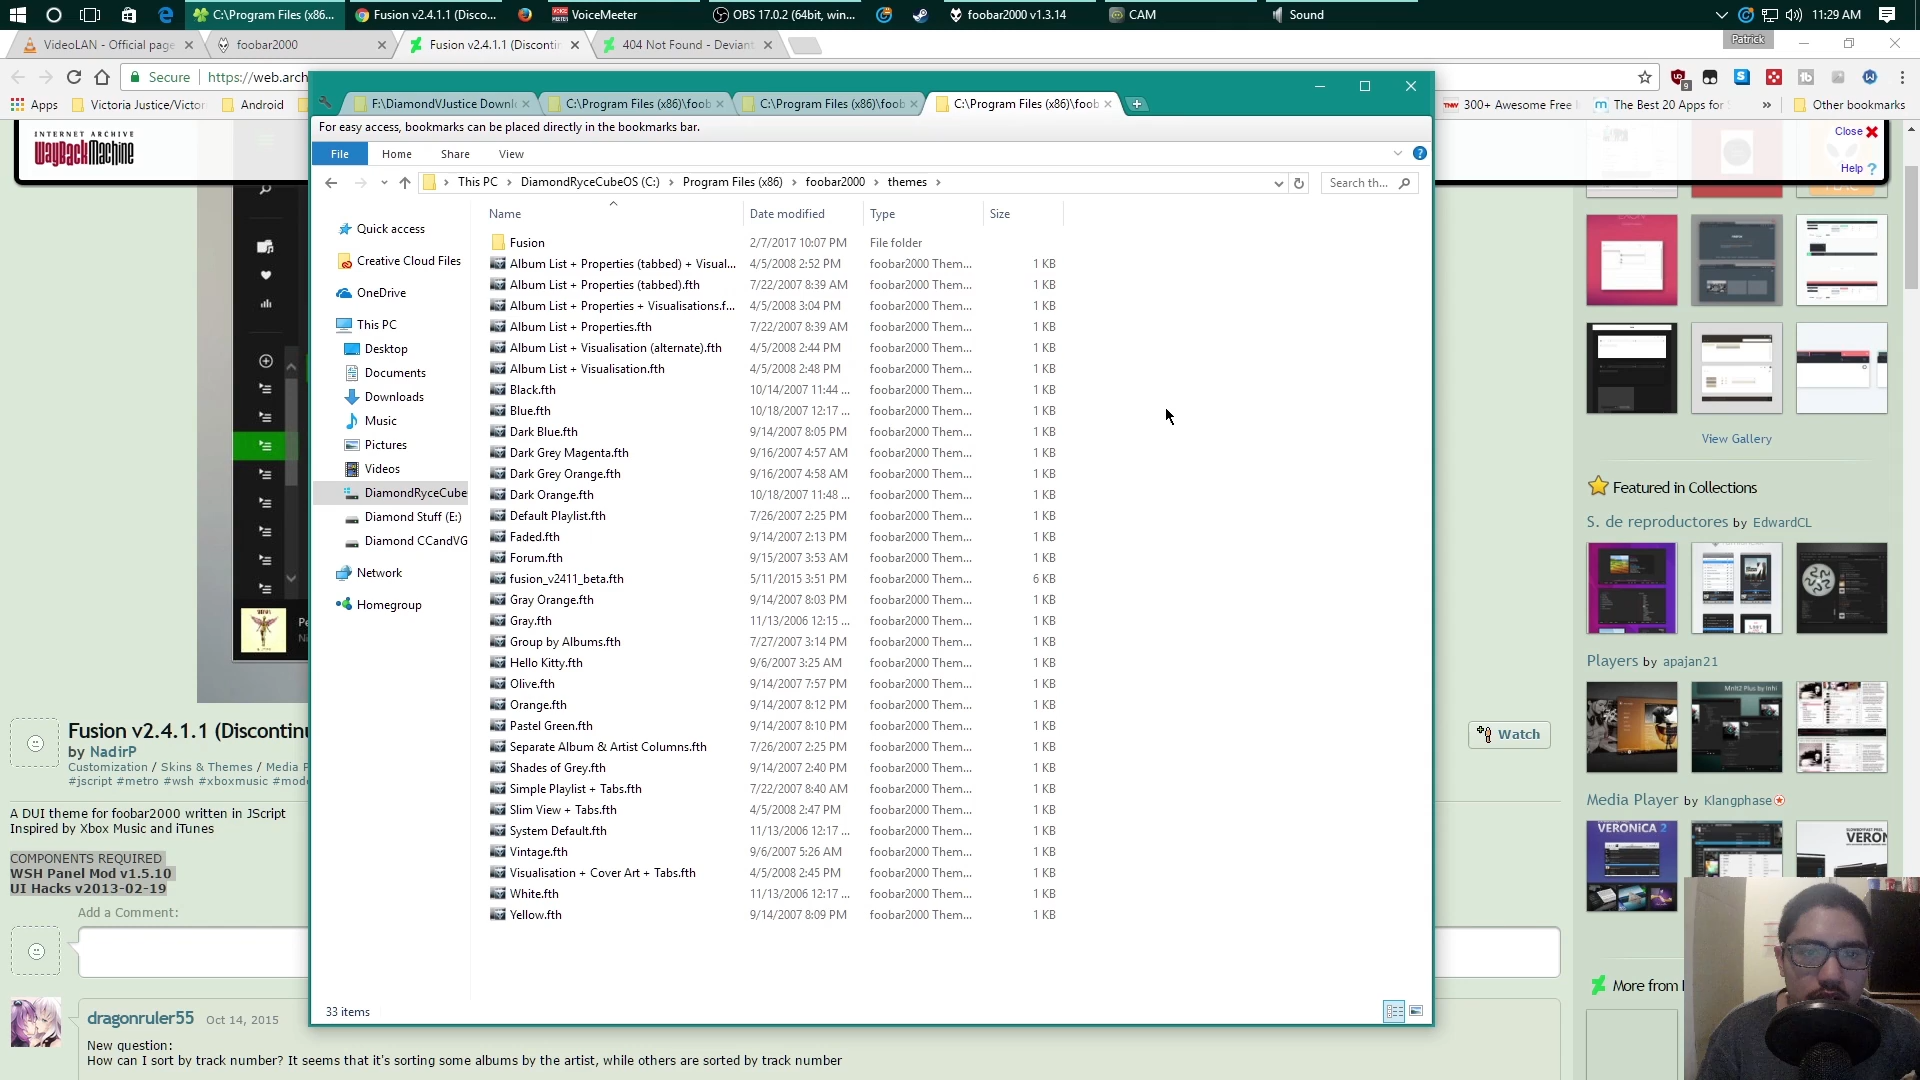 C:\Program Files (x86...
Fusion v2.4.1.1 (Disco...
VoiceMeeter
OBS 17.0.2 (64bit, win...
foobar2000 v1.3.14
CAM
Sound
11:29 AM
VideoLAN - Official page
foobar2000
Fusion v2.4.1.1 (Discontin
404 Not Found - Deviant
Patrick
Secure
https://web.arch
Apps
Victoria Justice/Victori
Android
300+ Awesome Free I
The Best 20 Apps for
»
Other bookmarks
INTERNET ARCHIVE
WayBackMachine
Close
Help ?
F:\DiamondVJustice Downl
C:\Program Files (x86)\foob
C:\Program Files (x86)\foob
C:\Program Files (x86)\foob
For easy access, bookmarks can be placed directly in the bookmarks bar.
File
Home
Share
View
This PC
DiamondRyceCubeOS (C:)
Program Files (x86)
foobar2000
themes
Search th...
Name
Date modified
Type
Size
Quick access
Creative Cloud Files
OneDrive
This PC
Desktop
Documents
Downloads
Music
Pictures
Videos
DiamondRyceCube
Diamond Stuff (E:)
Diamond CCandVG
Network
Homegroup
Fusion 2/7/2017 10:07 PM File folder
Album List + Properties (tabbed) + Visual... 4/5/2008 2:52 PM foobar2000 Them... 1 KB
Album List + Properties (tabbed).fth 7/22/2007 8:39 AM foobar2000 Them... 1 KB
Album List + Properties + Visualisations.f... 4/5/2008 3:04 PM foobar2000 Them... 1 KB
Album List + Properties.fth 7/22/2007 8:39 AM foobar2000 Them... 1 KB
Album List + Visualisation (alternate).fth 4/5/2008 2:44 PM foobar2000 Them... 1 KB
Album List + Visualisation.fth 4/5/2008 2:48 PM foobar2000 Them... 1 KB
Black.fth 10/14/2007 11:44 ... foobar2000 Them... 1 KB
Blue.fth 10/18/2007 12:17 ... foobar2000 Them... 1 KB
Dark Blue.fth 9/14/2007 8:05 PM foobar2000 Them... 1 KB
Dark Grey Magenta.fth 9/16/2007 4:57 AM foobar2000 Them... 1 KB
Dark Grey Orange.fth 9/16/2007 4:58 AM foobar2000 Them... 1 KB
Dark Orange.fth 10/18/2007 11:48 ... foobar2000 Them... 1 KB
Default Playlist.fth 7/26/2007 2:25 PM foobar2000 Them... 1 KB
Faded.fth 9/14/2007 2:13 PM foobar2000 Them... 1 KB
Forum.fth 9/15/2007 3:53 AM foobar2000 Them... 1 KB
fusion_v2411_beta.fth 5/11/2015 3:51 PM foobar2000 Them... 6 KB
Gray Orange.fth 9/14/2007 8:03 PM foobar2000 Them... 1 KB
Gray.fth 11/13/2006 12:15 ... foobar2000 Them... 1 KB
Group by Albums.fth 7/27/2007 3:14 PM foobar2000 Them... 1 KB
Hello Kitty.fth 9/6/2007 3:25 AM foobar2000 Them... 1 KB
Olive.fth 9/14/2007 7:57 PM foobar2000 Them... 1 KB
Orange.fth 9/14/2007 8:12 PM foobar2000 Them... 1 KB
Pastel Green.fth 9/14/2007 8:10 PM foobar2000 Them... 1 KB
Separate Album & Artist Columns.fth 7/26/2007 2:25 PM foobar2000 Them... 1 KB
Shades of Grey.fth 9/14/2007 2:40 PM foobar2000 Them... 1 KB
Simple Playlist + Tabs.fth 7/22/2007 8:40 AM foobar2000 Them... 1 KB
Slim View + Tabs.fth 4/5/2008 2:47 PM foobar2000 Them... 1 KB
System Default.fth 11/13/2006 12:17 ... foobar2000 Them... 1 KB
Vintage.fth 9/6/2007 5:26 AM foobar2000 Them... 1 KB
Visualisation + Cover Art + Tabs.fth 4/5/2008 2:45 PM foobar2000 Them... 1 KB
White.fth 11/13/2006 12:17 ... foobar2000 Them... 1 KB
Yellow.fth 9/14/2007 8:09 PM foobar2000 Them... 1 KB
33 items
Fusion v2.4.1.1 (Discontinu
by NadirP
Customization / Skins & Themes / Media P
#jscript #metro #wsh #xboxmusic #mode
A DUI theme for foobar2000 written in JScript
Inspired by Xbox Music and iTunes
COMPONENTS REQUIRED
WSH Panel Mod v1.5.10
UI Hacks v2013-02-19
Add a Comment:
dragonruler55 Oct 14, 2015
New question:
How can I sort by track number? It seems that it's sorting some albums by the artist, while others are sorted by track number
Watch
View Gallery
Featured in Collections
S. de reproductores by EdwardCL
Players by apajan21
Media Player by Klangphase
VERONiCA 2
VERON
More from